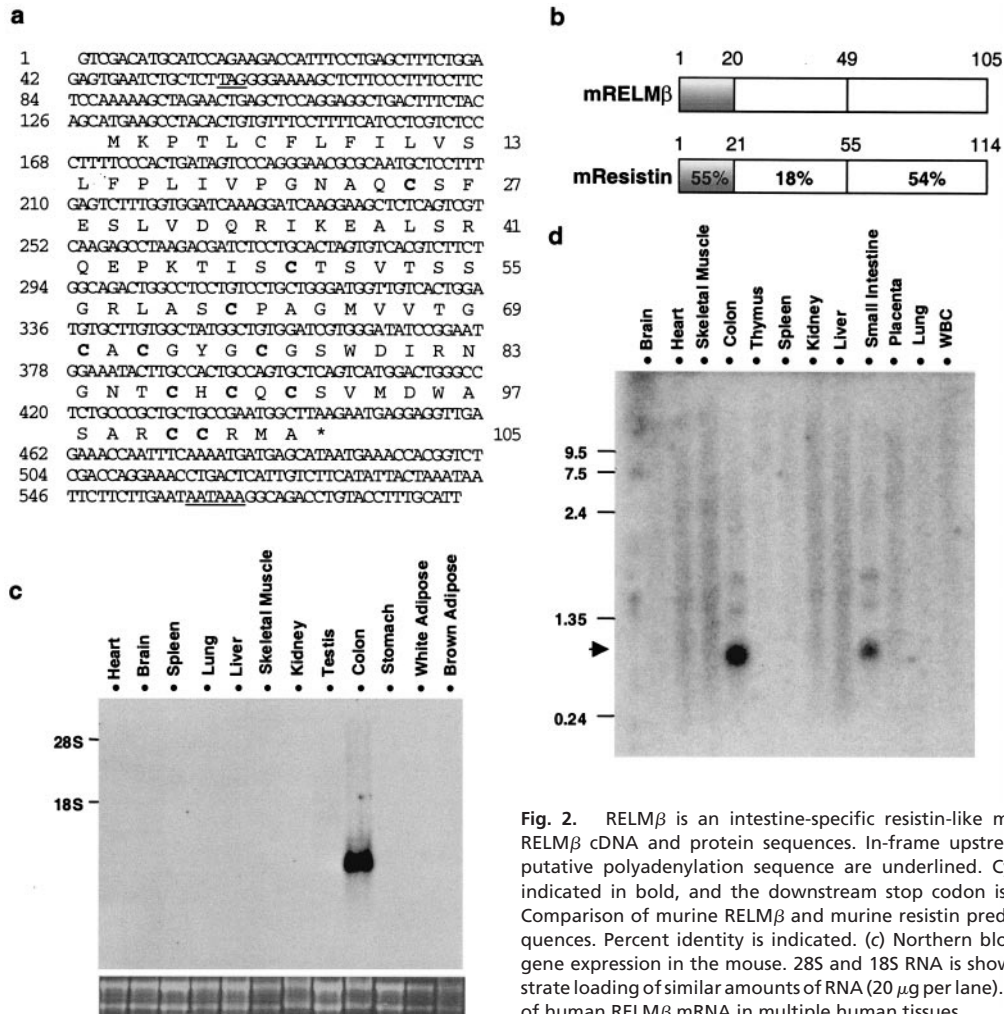 a
1 GTCGACATGCATCCAGAAGACCATTTCCTGAGCTTTCTGGA
42 GAGTGAATCTGCTCTTAGGGGAAAAGCTCTTCCCTTTCCTTC
84 TCCAAAAAGCTAGAACTGAGCTCCAGGAGGCTGACTTTCTAC
126 AGCATGAAGCCTACACTGTGTTTCCTTTTCATCCTCGTCTCC
M K P T L C F L F I L V S 13
168 CTTTTCCCACTGATAGTCCCAGGGAACGCGCAATGCTCCTTT
L F P L I V P G N A Q C S F 27
210 GAGTCTTTGGTGGATCAAAGGATCAAGGAAGCTCTCAGTCGT
E S L V D Q R I K E A L S R 41
252 CAAGAGCCTAAGACGATCTCCTGCACTAGTGTCACGTCTTCT
Q E P K T I S C T S V T S S 55
294 GGCAGACTGGCCTCCTGTCCTGCTGGGATGGTTGTCACTGGA
G R L A S C P A G M V V T G 69
336 TGTGCTTGTGGCTATGGCTGTGGATCGTGGGATATCCGGAAT
C A C G Y G C G S W D I R N 83
378 GGAAATACTTGCCACTGCCAGTGCTCAGTCATGGACTGGGCC
G N T C H C Q C S V M D W A 97
420 TCTGCCCGCTGCTGCCGAATGGCTTAAGAATGAGGAGGTTGA
S A R C C R M A * 105
462 GAAACCAATTTCAAAATGATGAGCATAATGAAACCACGGTCT
504 CGACCAGGAAACCTGACTCATTGTCTTCATATTACTAAATAA
546 TTCTTCTTGAATAATAAAGGCAGACCTGTACCTTTGCATT
b
1 20 49 105
mRELMβ
1 21 55 114
mResistin 55% 18% 54%
c
Heart
Brain
Spleen
Lung
Liver
Skeletal Muscle
Kidney
Testis
Colon
Stomach
White Adipose
Brown Adipose
28S
18S
d
Brain
Heart
Skeletal Muscle
Colon
Thymus
Spleen
Kidney
Liver
Small Intestine
Placenta
Lung
WBC
9.5
7.5
2.4
1.35
0.24
Fig. 2. RELMβ is an intestine-specific resistin-like m
RELMβ cDNA and protein sequences. In-frame upstre
putative polyadenylation sequence are underlined. C
indicated in bold, and the downstream stop codon is
Comparison of murine RELMβ and murine resistin pred
quences. Percent identity is indicated. (c) Northern blo
gene expression in the mouse. 28S and 18S RNA is show
strate loading of similar amounts of RNA (20 μg per lane).
of human RELMβ mRNA in multiple human tissues